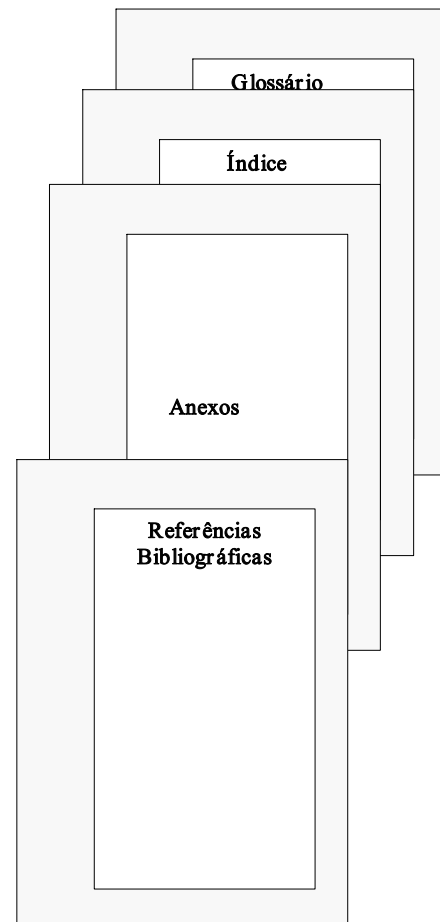 Glossário
Índice
Anexos
Referências
Bibliográficas